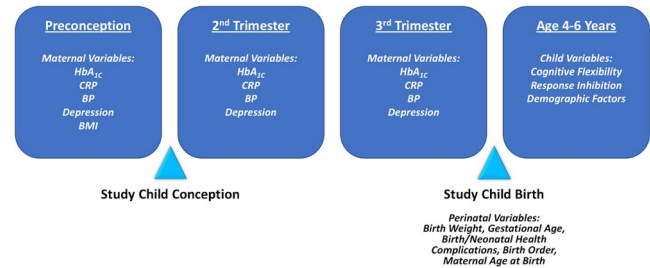 Preconception
Maternal Variables:
HbA1C
CRP
BP
Depression
BMI
2nd Trimester
Maternal Variables:
HbA1C
CRP
BP
Depression
3rd Trimester
Maternal Variables:
HbA1C
CRP
BP
Depression
Age 4-6 Years
Child Variables:
Cognitive Flexibility
Response Inhibition
Demographic Factors
Study Child Conception
Study Child Birth
Perinatal Variables:
Birth Weight, Gestational Age,
Birth/Neonatal Health
Complications, Birth Order,
Maternal Age at Birth